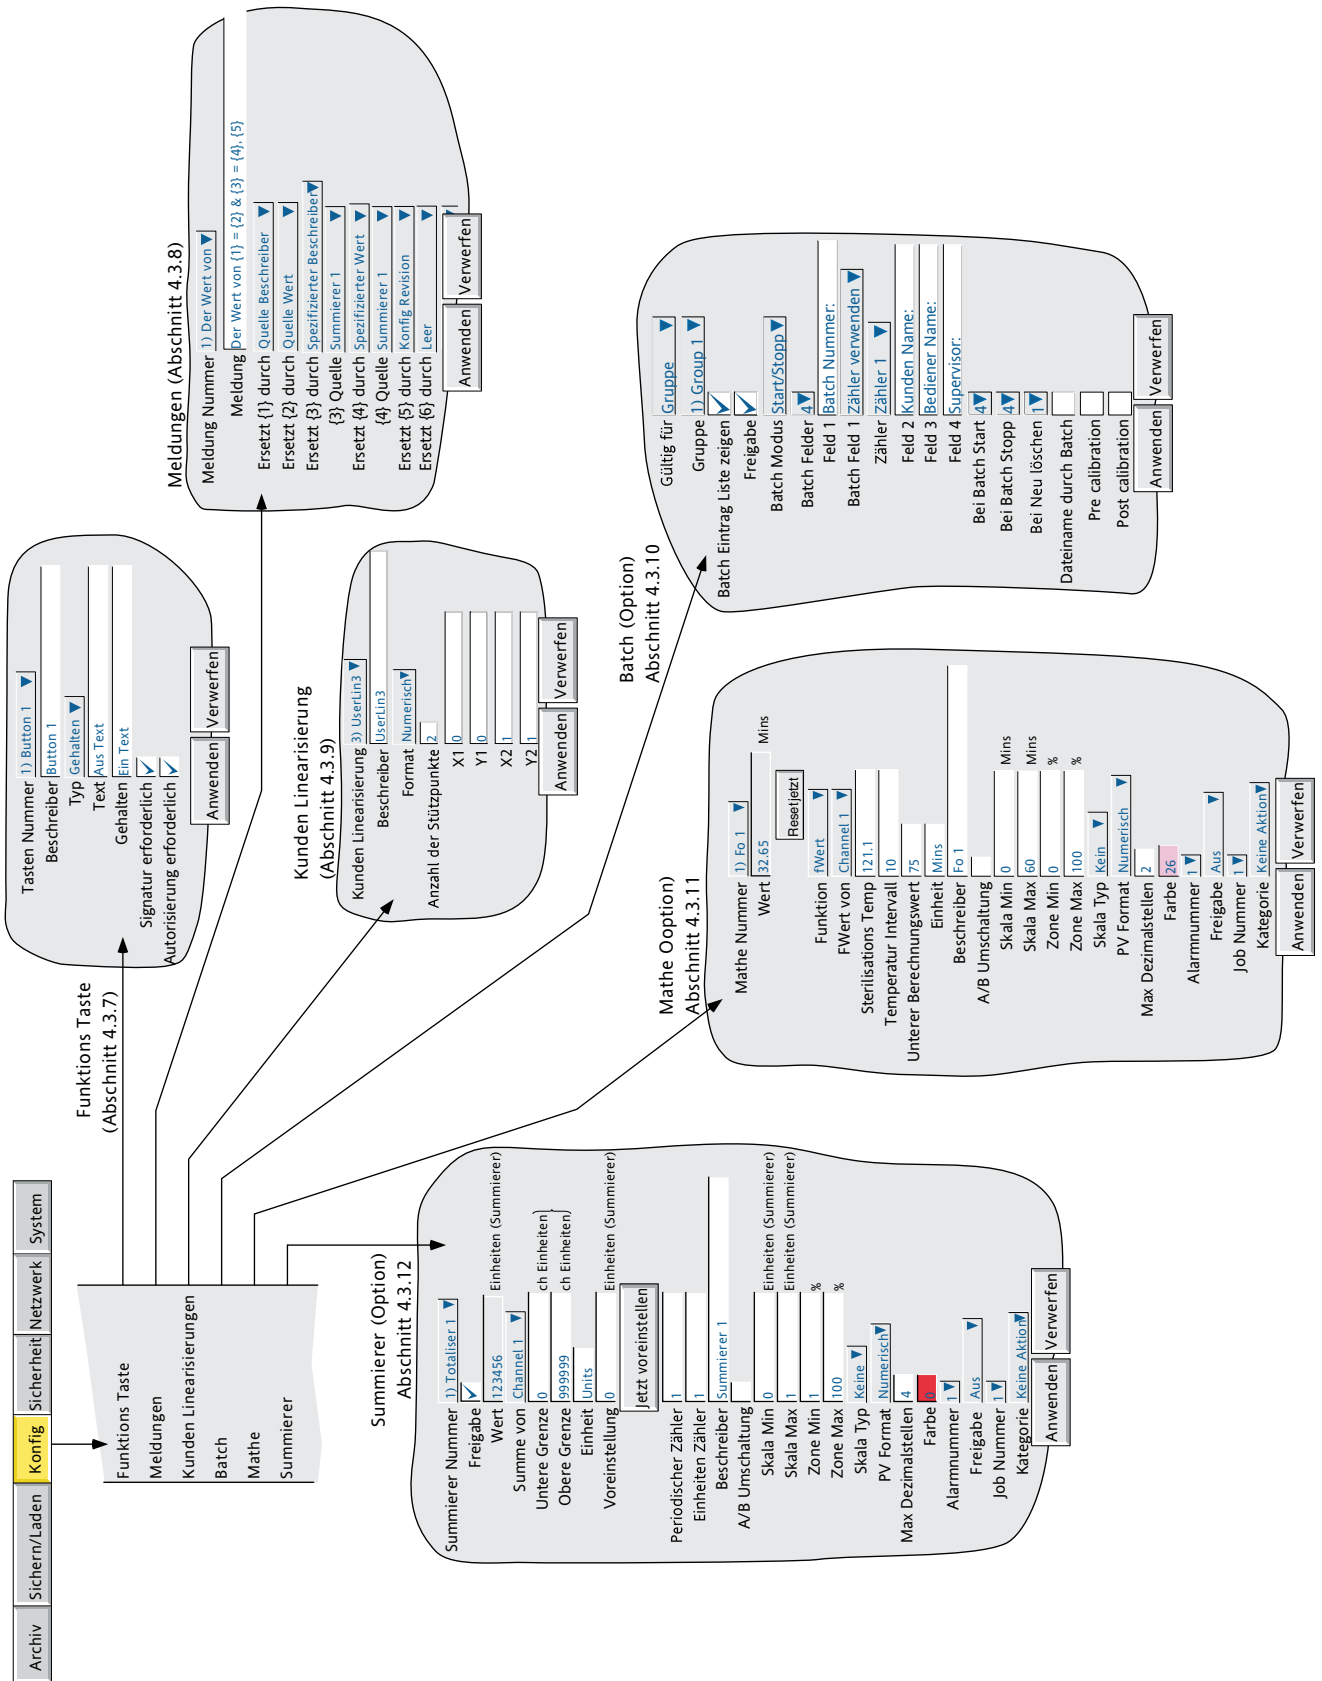 Archiv
Sichern/Laden
Konfig
Sicherheit
Netzwerk
System
Funktions Taste
Meldungen
Kunden Linearisierungen
Batch
Mathe
Summierer
Funktions Taste
(Abschnitt 4.3.7)
Tasten Nummer 1) Button 1
Beschreiber Button 1
Typ Gehalten
Text Aus Text
Gehalten Ein Text
Signatur erforderlich
Autorisierung erforderlich
Anwenden Verwerfen
Meldungen (Abschnitt 4.3.8)
Meldung Nummer 1) Der Wert von
Meldung Der Wert von {1} = {2} & {3} = {4}, {5}
Ersetzt {1} durch Quelle Beschreiber
Ersetzt {2} durch Quelle Wert
Ersetzt {3} durch Spezifizierter Beschreiber
{3} Quelle Summierer 1
Ersetzt {4} durch Spezifizierter Wert
{4} Quelle Summierer 1
Ersetzt {5} durch Konfig Revision
Ersetzt {6} durch Leer
Anwenden Verwerfen
Kunden Linearisierung
(Abschnitt 4.3.9)
Kunden Linearisierung 3) UserLin3
Beschreiber UserLin3
Format Numerisch
Anzahl der Stützpunkte 2
X1 0
Y1 0
X2 1
Y2 1
Anwenden Verwerfen
Batch (Option)
Abschnitt 4.3.10
Gültig für Gruppe
Gruppe 1) Group 1
Batch Eintrag Liste zeigen
Freigabe
Batch Modus Start/Stopp
Batch Felder 4
Feld 1 Batch Nummer:
Batch Feld 1 Zähler verwenden
Zähler Zähler 1
Feld 2 Kunden Name:
Feld 3 Bediener Name:
Feld 4 Supervisor:
Bei Batch Start 4
Bei Batch Stopp 4
Bei Neu löschen 1
Dateiname durch Batch
Pre calibration
Post calibration
Anwenden Verwerfen
Mathe Ooption)
Abschnitt 4.3.11
Mathe Nummer 1) Fo 1
Wert 32.65 Mins
Resetjetzt
Funktion fWert
FWert von Channel 1
Sterilisations Temp 121.1
Temperatur Intervall 10
Unterer Berechnungswert 75
Einheit Mins
Beschreiber Fo 1
A/B Umschaltung
Skala Min 0 Mins
Skala Max 60 Mins
Zone Min 0 %
Zone Max 100 %
Skala Typ Kein
PV Format Numerisch
Max Dezimalstellen 2
Farbe 26
Alarmnummer 1
Freigabe Aus
Job Nummer 1
Kategorie Keine Aktion
Anwenden Verwerfen
Summierer (Option)
Abschnitt 4.3.12
Summierer Nummer 1) Totaliser 1
Freigabe
Wert 123456 Einheiten (Summierer)
Summe von Channel 1
Untere Grenze 0 ch Einheiten
Obere Grenze 999999 ch Einheiten
Einheit Units
Voreinstellung 0 Einheiten (Summierer)
Jetzt voreinstellen
Periodischer Zähler 1
Einheiten Zähler 1
Beschreiber Summierer 1
A/B Umschaltung
Skala Min 0 Einheiten (Summierer)
Skala Max 1 Einheiten (Summierer)
Zone Min 1 %
Zone Max 100 %
Skala Typ Keine
PV Format Numerisch
Max Dezimalstellen 4
Farbe 0
Alarmnummer 1
Freigabe Aus
Job Nummer 1
Kategorie Keine Aktion
Anwenden Verwerfen